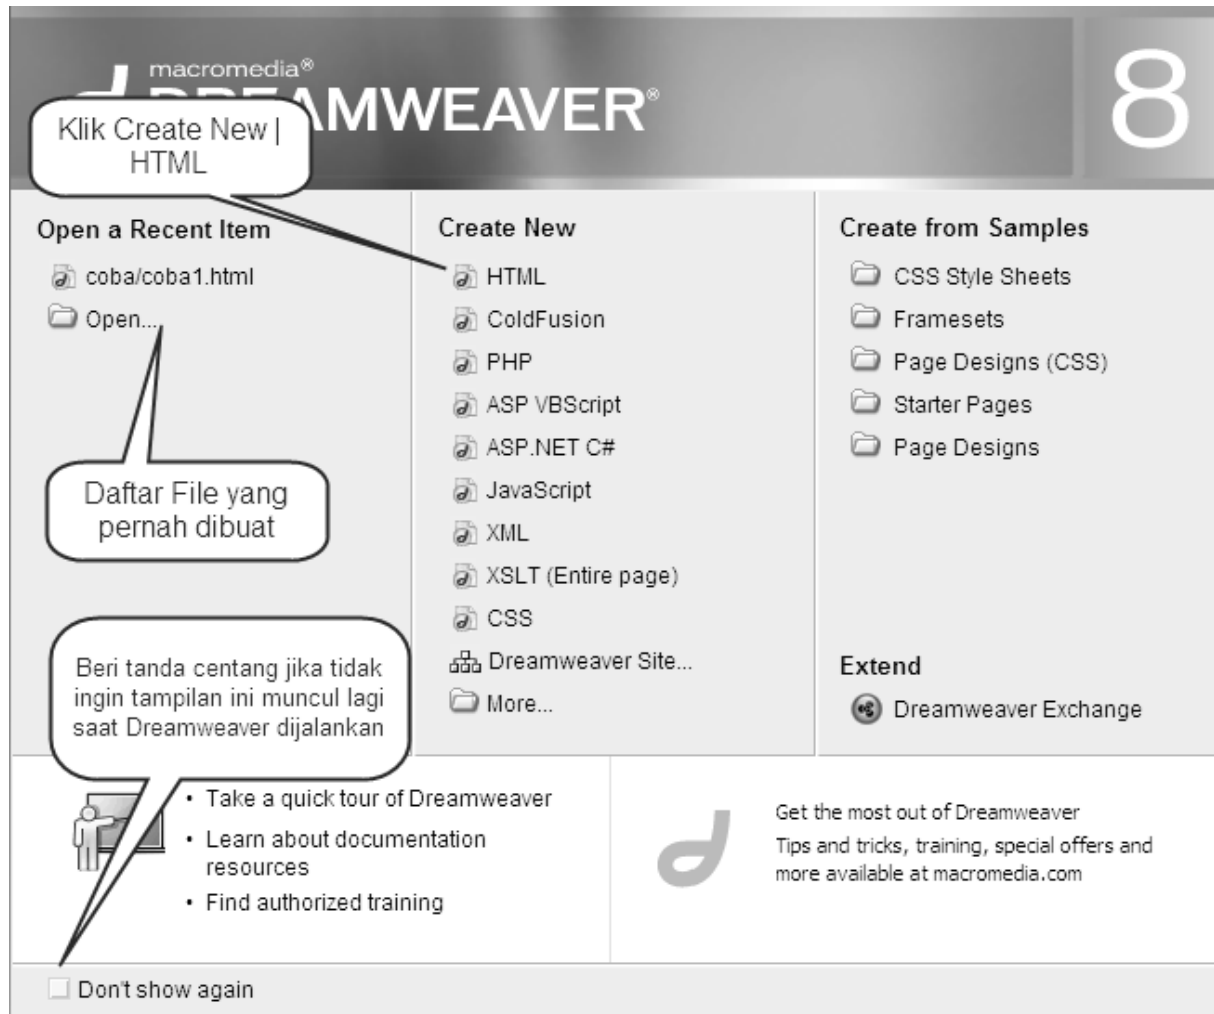 macromedia®
EAMWEAVER®
8
Klik Create New |
HTML
Open a Recent Item
coba/coba1.html
Open...
Daftar File yang
pernah dibuat
Beri tanda centang jika tidak
ingin tampilan ini muncul lagi
saat Dreamweaver dijalankan
Create New
HTML
ColdFusion
PHP
ASP VBScript
ASP.NET C#
JavaScript
XML
XSLT (Entire page)
CSS
Dreamweaver Site...
More...
Create from Samples
CSS Style Sheets
Framesets
Page Designs (CSS)
Starter Pages
Page Designs
Extend
Dreamweaver Exchange
• Take a quick tour of Dreamweaver
• Learn about documentation
resources
• Find authorized training
Get the most out of Dreamweaver
Tips and tricks, training, special offers and
more available at macromedia.com
Don't show again